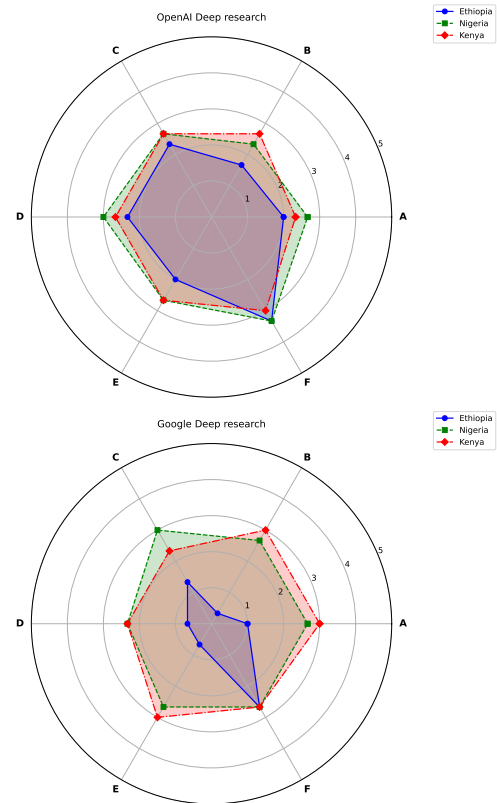 OpenAI Deep research
Ethiopia
Nigeria
Kenya
C
B
5
4
3
2
1
D
A
E
F
Google Deep research
Ethiopia
Nigeria
Kenya
C
B
5
4
3
2
1
D
A
E
F